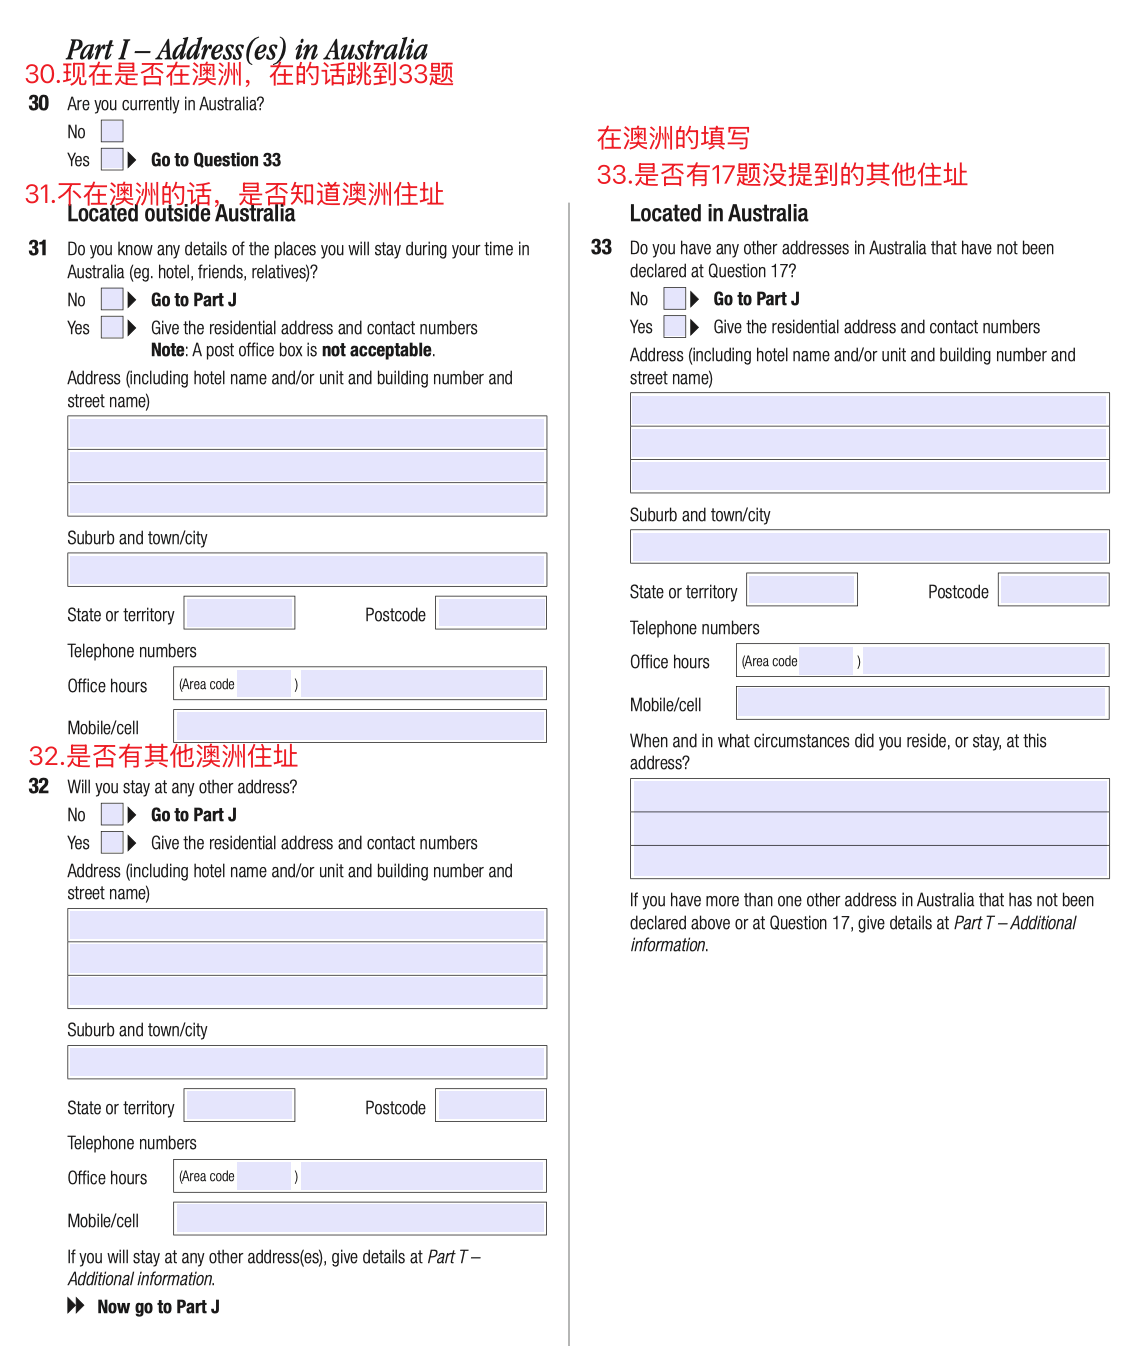 Part I – Address(es) in Australia
30.现在是否在澳洲，在的话跳到33题
30 Are you currently in Australia?
No
Yes Go to Question 33
31.不在澳洲的话，是否知道澳洲住址
Located outside Australia
31 Do you know any details of the places you will stay during your time in
Australia (eg. hotel, friends, relatives)?
No Go to Part J
Yes Give the residential address and contact numbers
Note: A post office box is not acceptable.
Address (including hotel name and/or unit and building number and
street name)
Suburb and town/city
State or territory Postcode
Telephone numbers
Office hours (Area code )
Mobile/cell
32.是否有其他澳洲住址
32 Will you stay at any other address?
No Go to Part J
Yes Give the residential address and contact numbers
Address (including hotel name and/or unit and building number and
street name)
Suburb and town/city
State or territory Postcode
Telephone numbers
Office hours (Area code )
Mobile/cell
If you will stay at any other address(es), give details at Part T –
Additional information.
Now go to Part J
在澳洲的填写
33.是否有17题没提到的其他住址
Located in Australia
33 Do you have any other addresses in Australia that have not been
declared at Question 17?
No Go to Part J
Yes Give the residential address and contact numbers
Address (including hotel name and/or unit and building number and
street name)
Suburb and town/city
State or territory Postcode
Telephone numbers
Office hours (Area code )
Mobile/cell
When and in what circumstances did you reside, or stay, at this
address?
If you have more than one other address in Australia that has not been
declared above or at Question 17, give details at Part T – Additional
information.